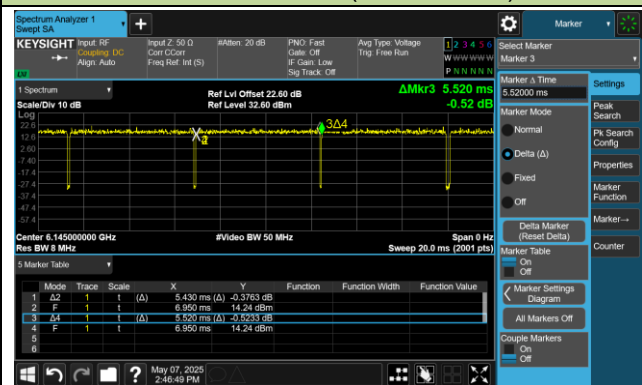 Spectrum Analyzer 1
Swept SA
Marker
KEYSIGHT Input: RF Input Z: 50 Ω #Atten: 20 dB PNO: Fast Avg Type: Voltage 1 2 3 4 5 6
Coupling: DC Corr CCorr Gate: Off Trig: Free Run
Align: Auto Freq Ref: Int (S) IF Gain: Low W W W W W W
Sig Track: Off P N N N N N
Select Marker
Marker 3
1 Spectrum
Scale/Div 10 dB
Ref Lvl Offset 22.60 dB
Ref Level 32.60 dBm
ΔMkr3 5.520 ms
-0.52 dB
Log
22.6
12.6
2.60
-7.40
-17.4
-27.4
-37.4
-47.4
-57.4
3Δ4
Center 6.145000000 GHz #Video BW 50 MHz Span 0 Hz
Res BW 8 MHz Sweep 20.0 ms (2001 pts)
5 Marker Table
Mode Trace Scale X Y Function Function Width Function Value
1 Δ2 1 t (Δ) 5.430 ms (Δ) -0.3763 dB
2 F 1 t 6.950 ms 14.24 dBm
3 Δ4 1 t (Δ) 5.520 ms (Δ) -0.5233 dB
4 F 1 t 6.950 ms 14.24 dBm
5
6
Marker Δ Time
5.52000 ms
Marker Mode
Normal
Delta (Δ)
Fixed
Off
Delta Marker
(Reset Delta)
Marker Table
On
Off
Marker Settings
Diagram
All Markers Off
Couple Markers
On
Off
Settings
Peak
Search
Pk Search
Config
Properties
Marker
Function
Marker→
Counter
May 07, 2025
2:46:49 PM